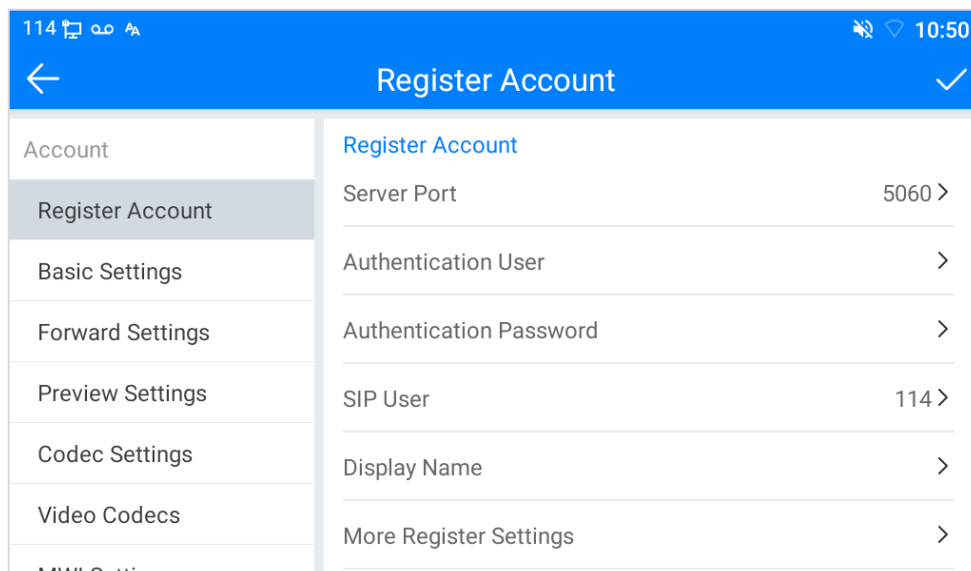 114 10:50
Register Account
Account
Register Account
Basic Settings
Forward Settings
Preview Settings
Codec Settings
Video Codecs
Register Account
Server Port 5060
Authentication User
Authentication Password
SIP User 114
Display Name
More Register Settings